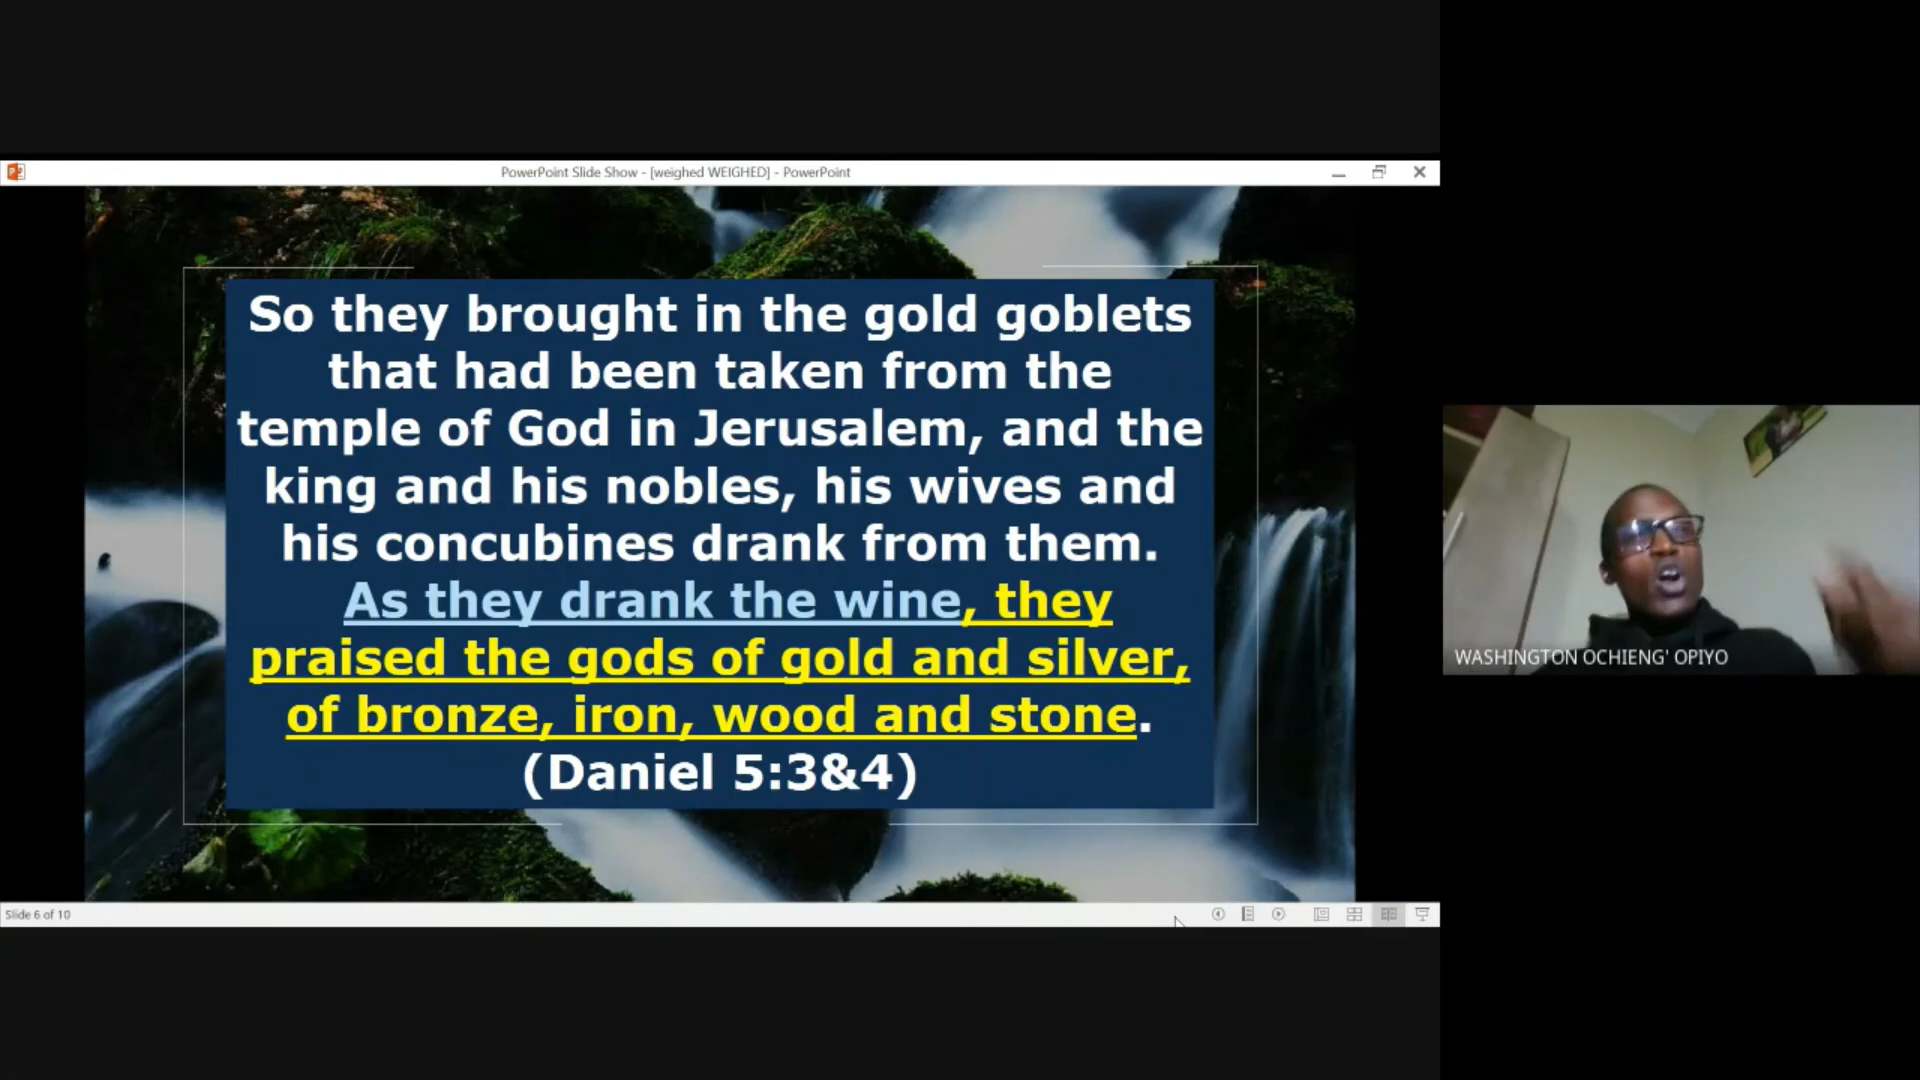 PowerPoint Slide Show - [weighed WEIGHED] - PowerPoint
So they brought in the gold goblets
that had been taken from the
temple of God in Jerusalem, and the
king and his nobles, his wives and
his concubines drank from them.
As they drank the wine, they
praised the gods of gold and silver,
of bronze, iron, wood and stone.
(Daniel 5:3&4)
WASHINGTON OCHIENG' OPIYO
Slide 6 of 10